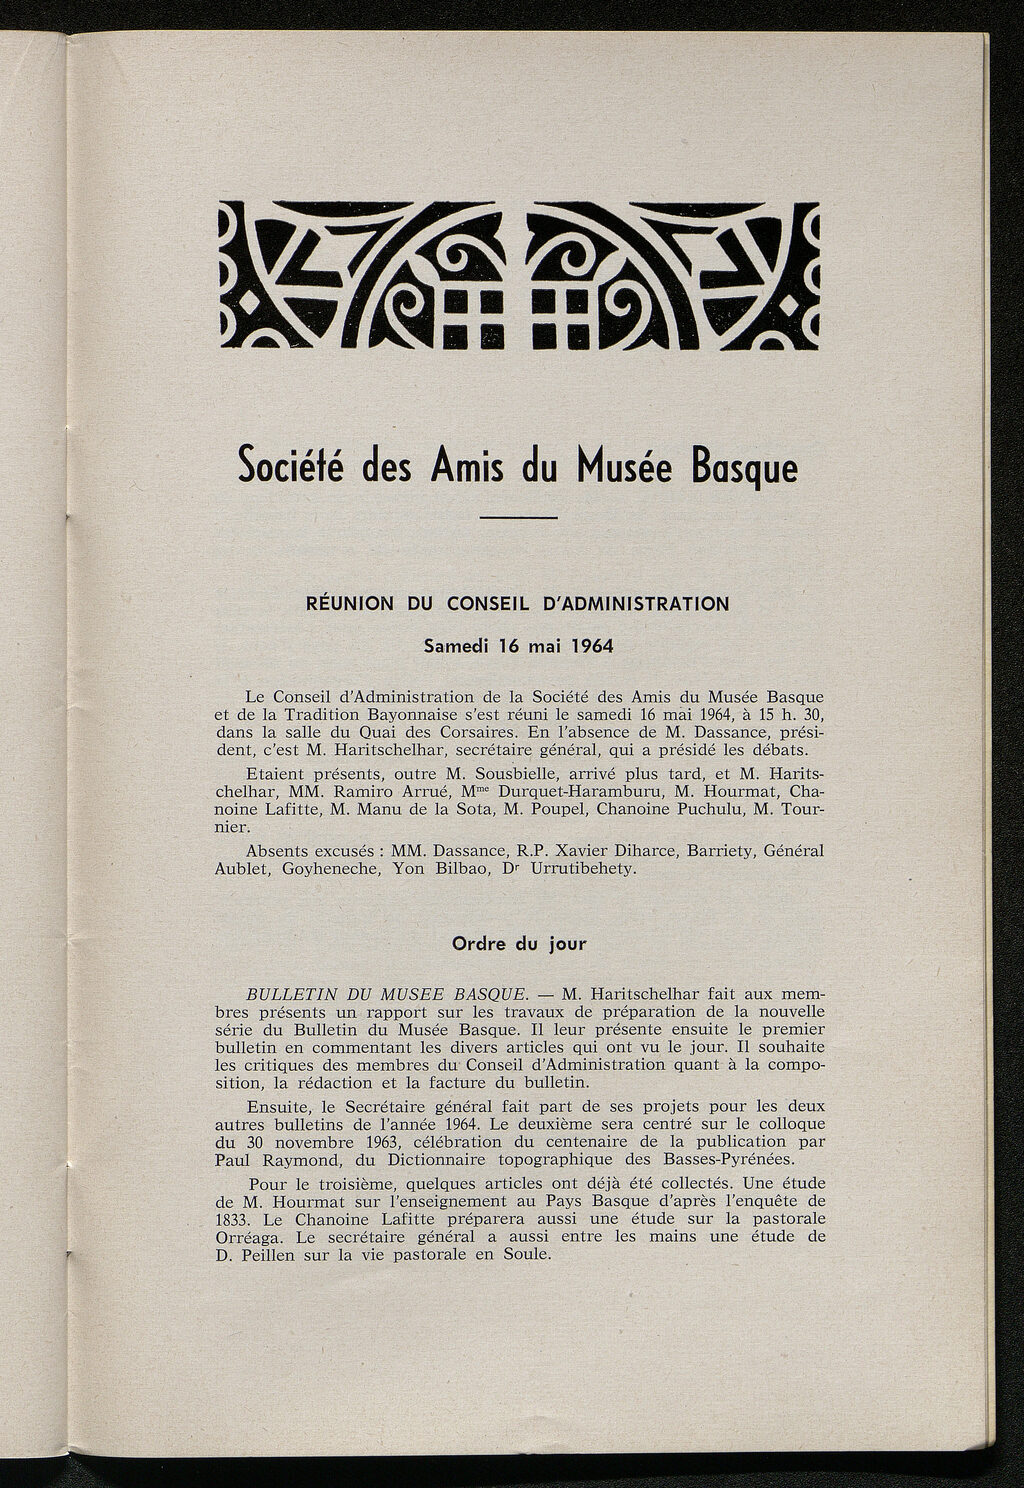 Société des Amis du Musée Basque
RÉUNION DU CONSEIL D'ADMINISTRATION
Samedi 16 mai 1964
Le Conseil d'Administration de la Société des Amis du Musée Basque
et de la Tradition Bayonnaise s'est réuni le samedi 16 mai 1964, à 15 h. 30,
dans la salle du Quai des Corsaires. En l'absence de M. Dassance, prési-
dent, c'est M. Haritschelhar, secrétaire général, qui a présidé les débats.
Etaient présents, outre M. Sousbielle, arrivé plus tard, et M. Harits-
chelhar, MM. Ramiro Arrué, Mme Durquet-Haramburu, M. Hourmat, Cha-
noine Lafitte, M. Manu de la Sota, M. Poupel, Chanoine Puchulu, M. Tour-
nier.
Absents excusés : MM. Dassance, R.P. Xavier Diharce, Barriety, Général
Aublet, Goyheneche, Yon Bilbao, Dr Urrutibehety.
Ordre du jour
BULLETIN DU MUSEE BASQUE. — M. Haritschelhar fait aux mem-
bres présents un rapport sur les travaux de préparation de la nouvelle
série du Bulletin du Musée Basque. Il leur présente ensuite le premier
bulletin en commentant les divers articles qui ont vu le jour. Il souhaite
les critiques des membres du Conseil d'Administration quant à la compo-
sition, la rédaction et la facture du bulletin.
Ensuite, le Secrétaire général fait part de ses projets pour les deux
autres bulletins de l'année 1964. Le deuxième sera centré sur le colloque
du 30 novembre 1963, célébration du centenaire de la publication par
Paul Raymond, du Dictionnaire topographique des Basses-Pyrénées.
Pour le troisième, quelques articles ont déjà été collectés. Une étude
de M. Hourmat sur l'enseignement au Pays Basque d'après l'enquête de
1833. Le Chanoine Lafitte préparera aussi une étude sur la pastorale
Orréaga. Le secrétaire général a aussi entre les mains une étude de
D. Peillen sur la vie pastorale en Soule.